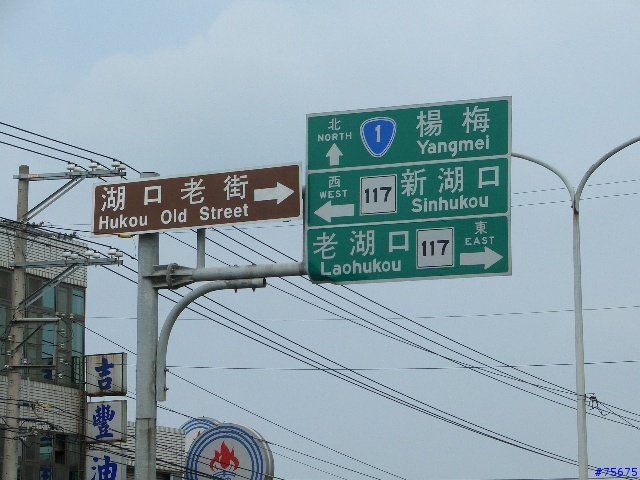 湖口老街
Hukou Old Street
北
NORTH
1
楊梅
Yangmei
西
WEST
117
新湖口
Sinhukou
老湖口
Laohukou
117
東
EAST
吉
豐
油
#75675